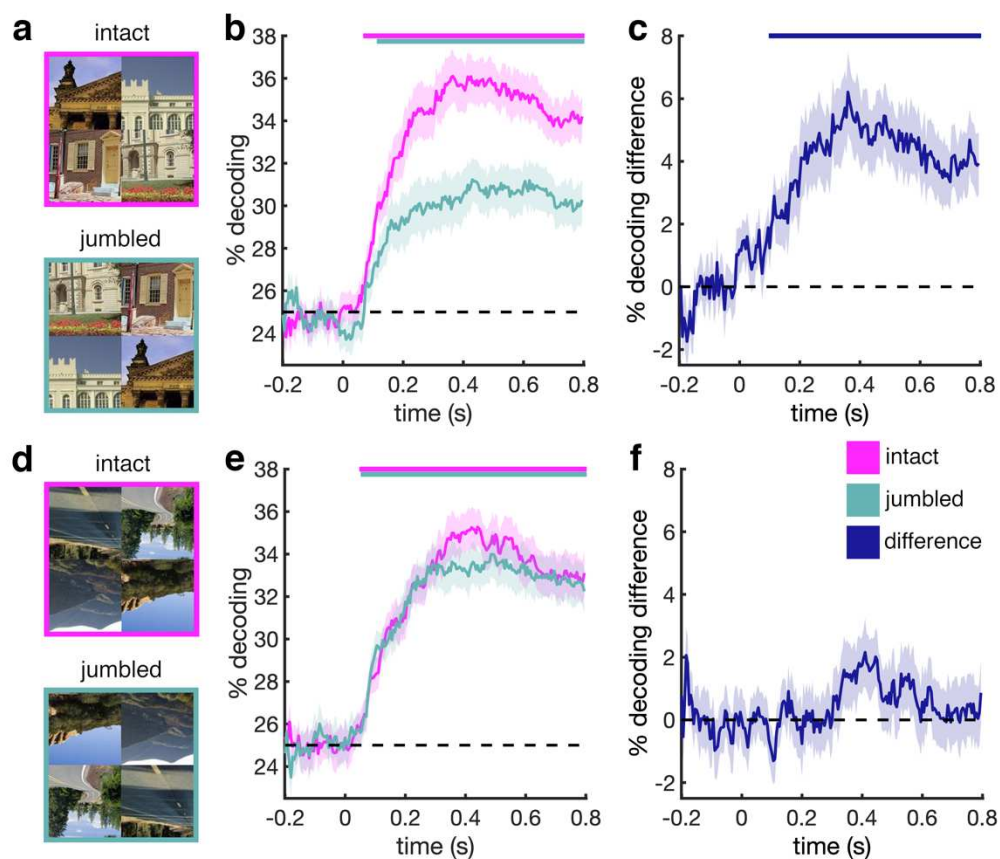 a
intact
jumbled
b
% decoding
38
36
34
32
30
28
26
24
-0.2 0 0.2 0.4 0.6 0.8
time (s)
c
% decoding difference
8
6
4
2
0
-2
-0.2 0 0.2 0.4 0.6 0.8
time (s)
d
intact
jumbled
e
% decoding
38
36
34
32
30
28
26
24
-0.2 0 0.2 0.4 0.6 0.8
time (s)
f
% decoding difference
8
6
4
2
0
-2
-0.2 0 0.2 0.4 0.6 0.8
time (s)
intact
jumbled
difference